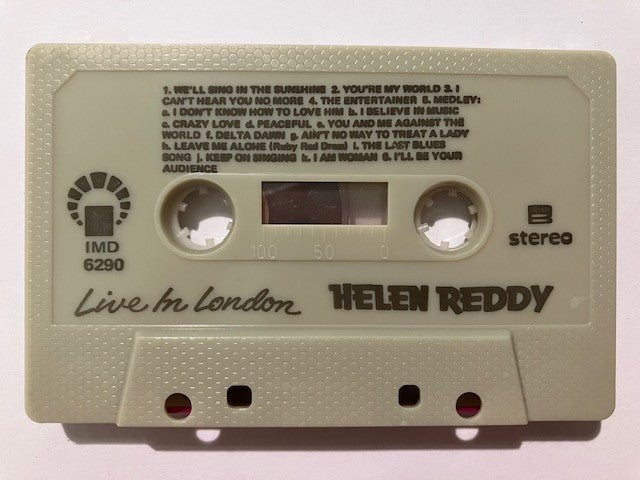 1. WE'LL SING IN THE SUNSHINE 2. YOU'RE MY WORLD 3. I
CAN'T HEAR YOU NO MORE 4. THE ENTERTAINER 5. MEDLEY:
a. I DON'T KNOW HOW TO LOVE HIM b. I BELIEVE IN MUSIC
c. CRAZY LOVE d. PEACEFUL e. YOU AND ME AGAINST THE
WORLD f. DELTA DAWN g. AIN'T NO WAY TO TREAT A LADY
h. LEAVE ME ALONE (Ruby Red Dress) i. THE LAST BLUES
SONG j. KEEP ON SINGING k. I AM WOMAN 6. I'LL BE YOUR
AUDIENCE
IMD
6290
100 50 0
B
stereo
Live In London HELEN REDDY